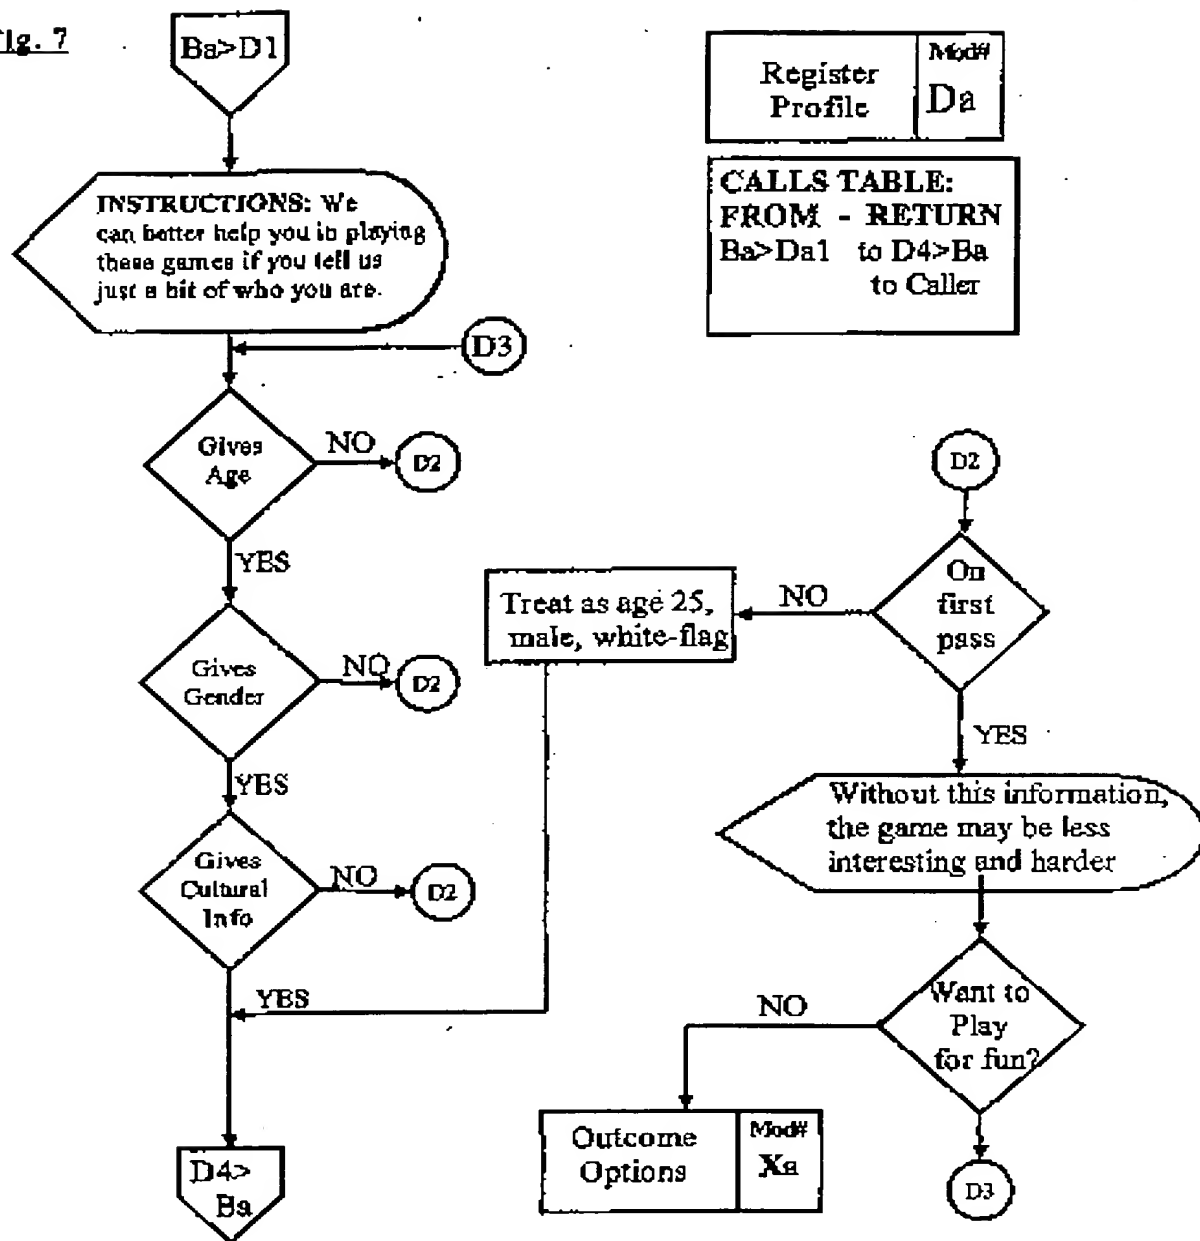 Fig. 7
Ba>D1
Register
Profile
Mod#
Da
CALLS TABLE:
FROM - RETURN
Ba>Da1 to D4>Ba
to Caller
INSTRUCTIONS: We
can better help you in playing
these games if you tell us
just a bit of who you are.
D3
Gives
Age
NO
D2
YES
Gives
Gender
NO
D2
YES
Gives
Cultural
Info
NO
D2
YES
D4>
Ba
D2
On
first
pass
NO
Treat as age 25,
male, white-flag
YES
Without this information,
the game may be less
interesting and harder
Want to
Play
for fun?
NO
Outcome
Options
Mod#
Xa
D3